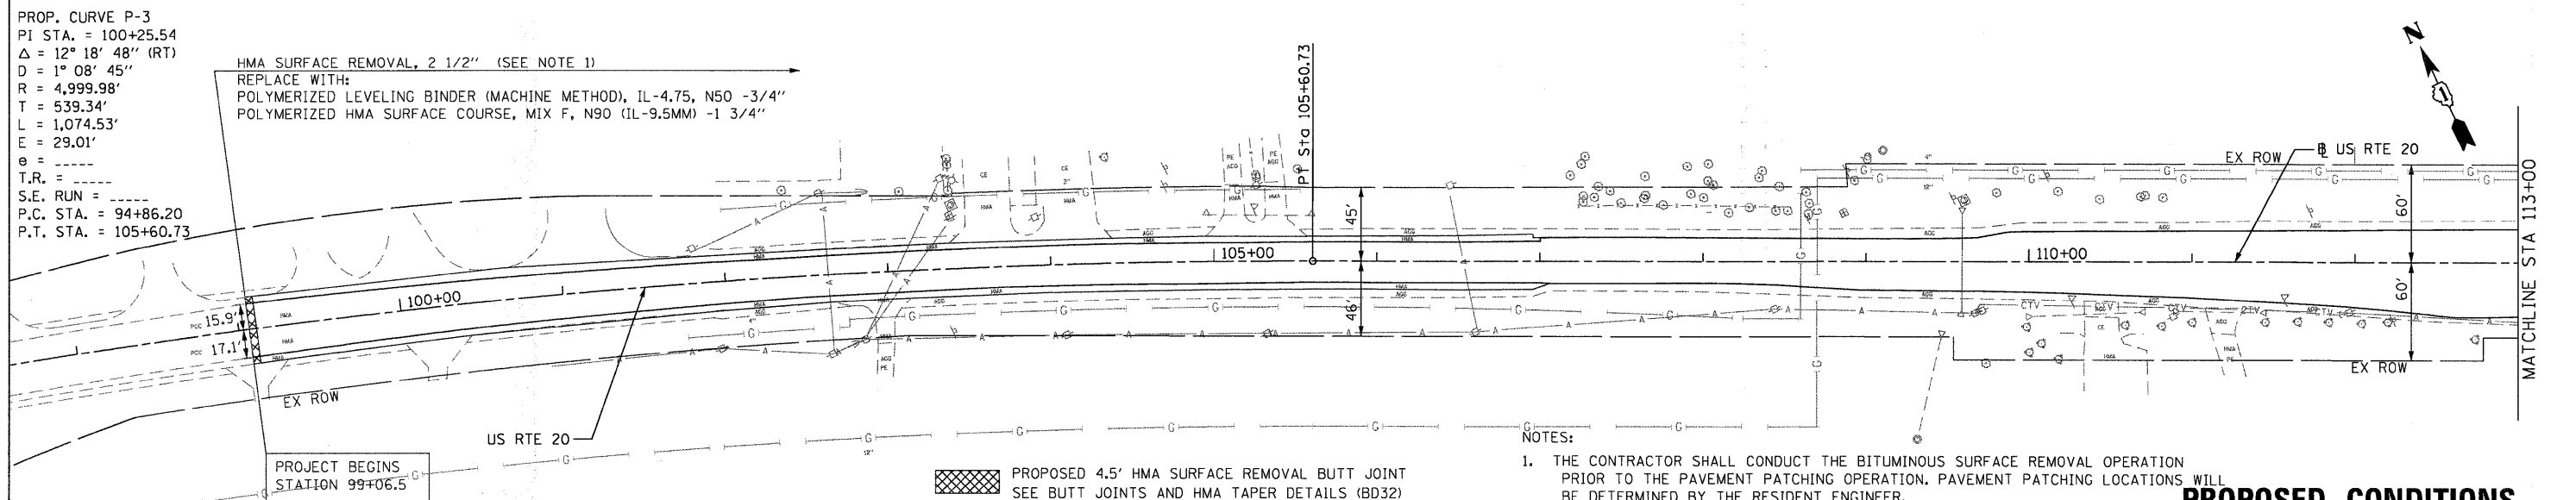 PROP. CURVE P-3
PI STA. = 100+25.54
Δ = 12° 18' 48" (RT)
D = 1° 08' 45"
R = 4,999.98'
T = 539.34'
L = 1,074.53'
E = 29.01'
e = _____
T.R. = _____
S.E. RUN = _____
P.C. STA. = 94+86.20
P.T. STA. = 105+60.73
HMA SURFACE REMOVAL, 2 1/2" (SEE NOTE 1)
REPLACE WITH:
POLYMERIZED LEVELING BINDER (MACHINE METHOD), IL-4.75, N50 -3/4"
POLYMERIZED HMA SURFACE COURSE, MIX F, N90 (IL-9.5MM) -1 3/4"
PT Sta 105+60.73
N
EX ROW
℄ US RTE 20
60'
45'
105+00
110+00
100+00
PCC 15.9'
PCC 17.1'
46'
60'
MATCHLINE STA 113+00
EX ROW
EX ROW
US RTE 20
PROJECT BEGINS
STATION 99+06.5
PROPOSED 4.5' HMA SURFACE REMOVAL BUTT JOINT
SEE BUTT JOINTS AND HMA TAPER DETAILS (BD32)
NOTES:
1. THE CONTRACTOR SHALL CONDUCT THE BITUMINOUS SURFACE REMOVAL OPERATION
PRIOR TO THE PAVEMENT PATCHING OPERATION. PAVEMENT PATCHING LOCATIONS WILL
BE DETERMINED BY THE RESIDENT ENGINEER.
PROPOSED CONDITIONS